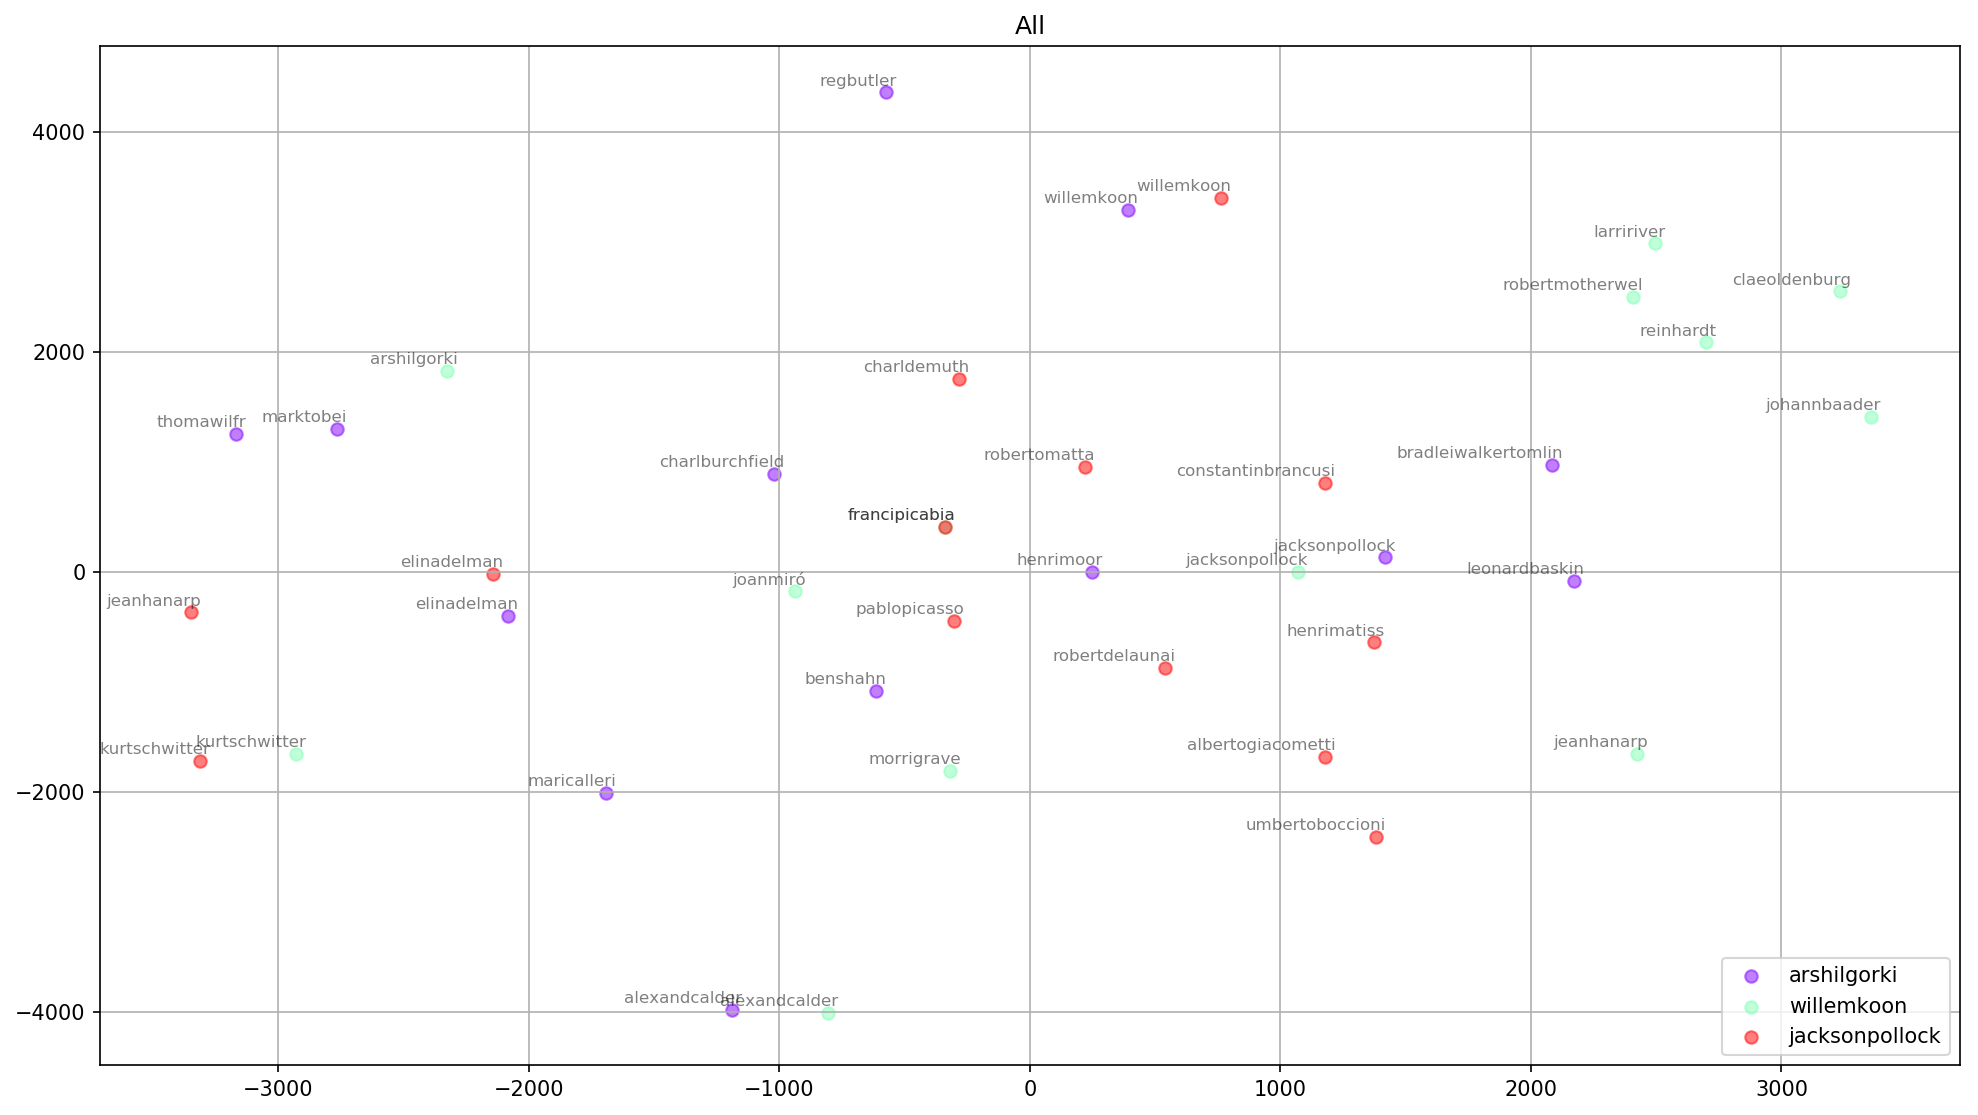 All
regbutler
4000
willemkoon
willemkoon
larririver
robertmotherwel
claeoldenburg
reinhardt
2000
arshilgorki
charldemuth
johannbaader
thomawilfr
marktobei
charlburchfield
robertomatta
constantinbrancusi
bradleiwalkertomlin
francipicabia
jacksonpollock
elinadelman
henrimoor
jacksonpollock
leonardbaskin
0
joanmiró
jeanhanarp
elinadelman
pablopicasso
henrimatiss
robertdelaunai
benshahn
kurtschwitter
kurtschwitter
albertogiacometti
jeanhanarp
morrigrave
maricalleri
−2000
umbertoboccioni
alexandcalder
alexandcalder
−4000
arshilgorki
willemkoon
jacksonpollock
−3000 −2000 −1000 0 1000 2000 3000